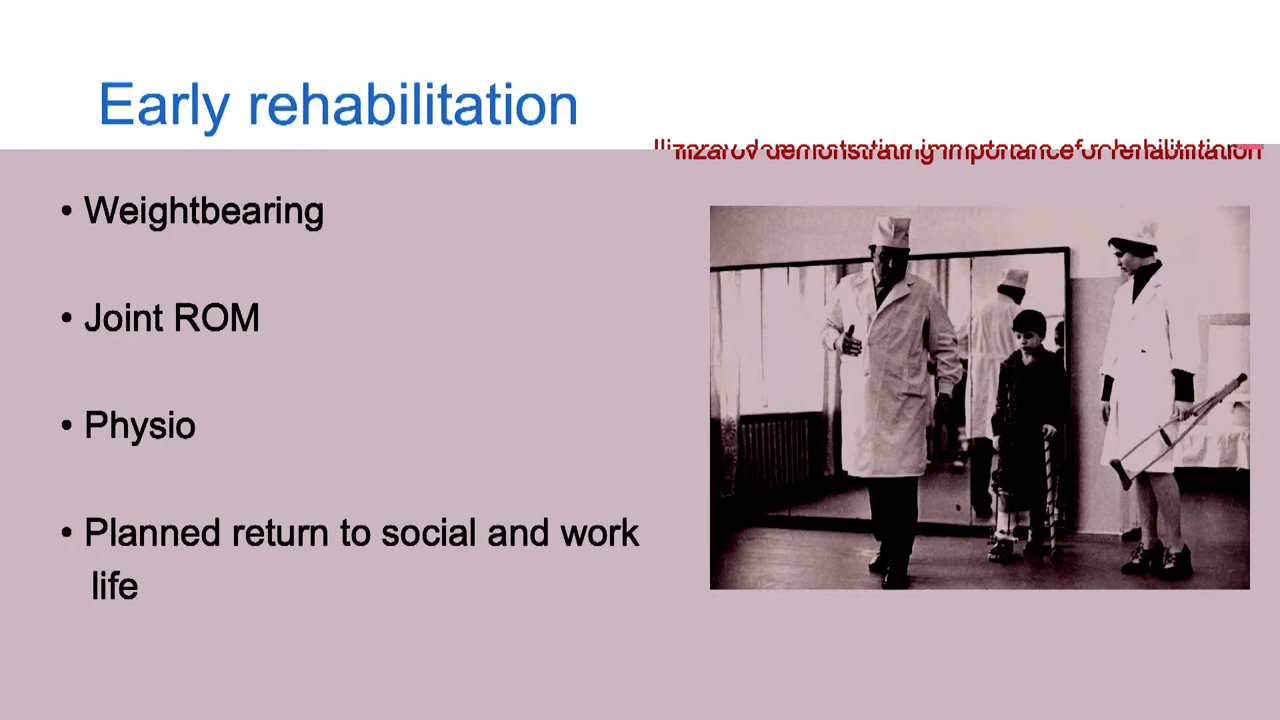 Early rehabilitation
Ilizarov demonstrating importance of rehabilitation
• Weightbearing
• Joint ROM
• Physio
• Planned return to social and work
life